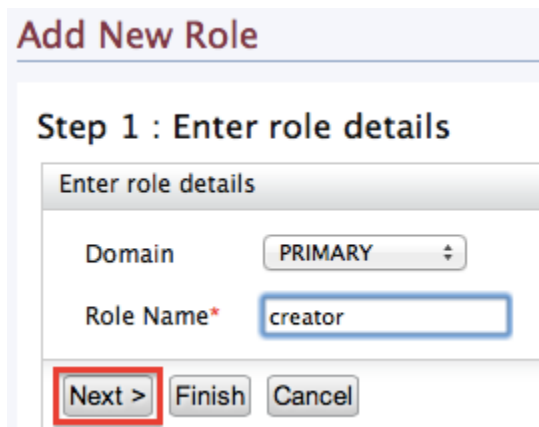 Add New Role
Step 1 : Enter role details
Enter role details
Domain PRIMARY
Role Name* creator
Next > Finish Cancel